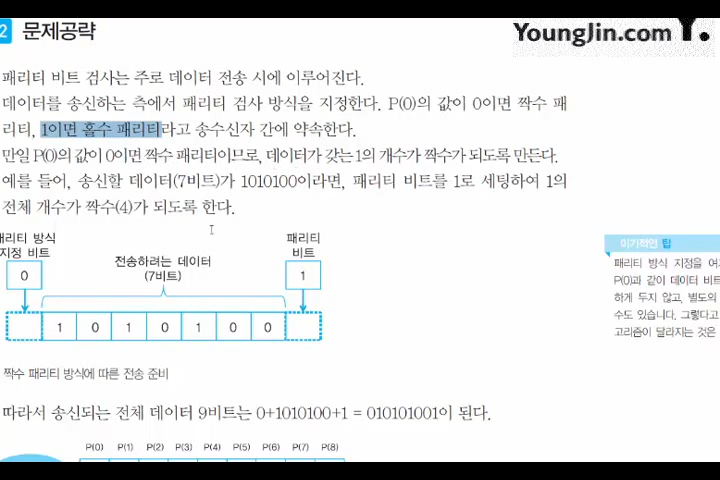 2 문제공략
YoungJin.com Y.
패리티 비트 검사는 주로 데이터 전송 시에 이루어진다.
데이터를 송신하는 측에서 패리티 검사 방식을 지정한다. P(0)의 값이 0이면 짝수 패
리티, 1이면 홀수 패리티라고 송수신자 간에 약속한다.
만일 P(0)의 값이 0이면 짝수 패리티이므로, 데이터가 갖는 1의 개수가 짝수가 되도록 만든다.
예를 들어, 송신할 데이터(7비트)가 1010100이라면, 패리티 비트를 1로 세팅하여 1의
전체 개수가 짝수(4)가 되도록 한다.
패리티 방식
지정 비트
0
전송하려는 데이터
(7비트)
패리티
비트
1
1 0 1 0 1 0 0
짝수 패리티 방식에 따른 전송 준비
따라서 송신되는 전체 데이터 9비트는 0+1010100+1 = 010101001이 된다.
P(0) P(1) P(2) P(3) P(4) P(5) P(6) P(7) P(8)
이기적인 팁
패리티 방식 지정을 여
P(0)과 같이 데이터 비트
하게 두지 않고, 별도의
수도 있습니다. 그렇다고
고리즘이 달라지는 것은